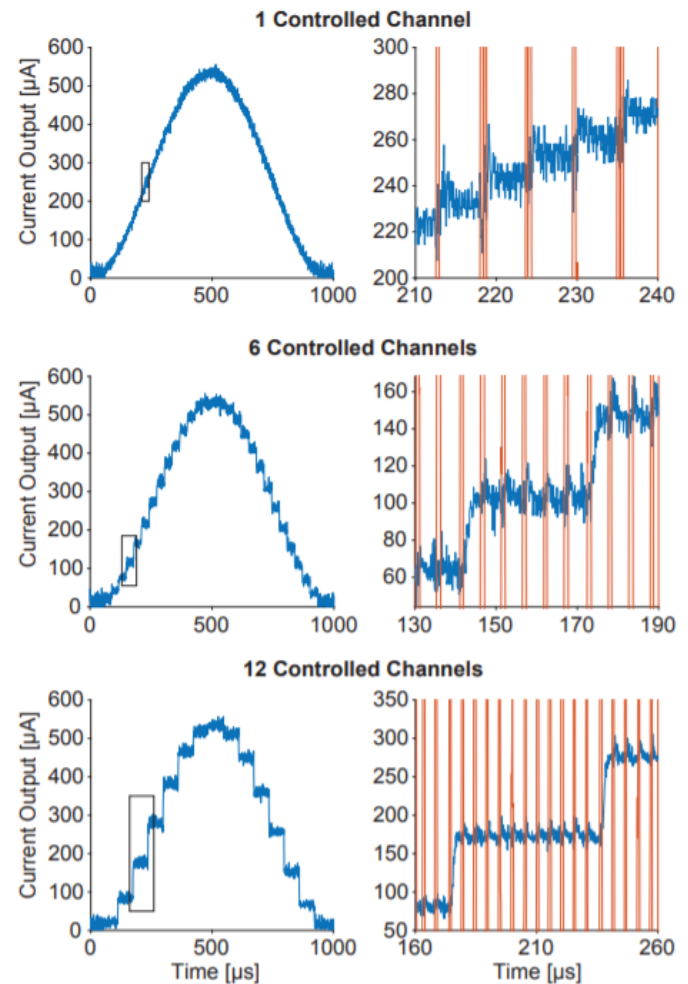 1 Controlled Channel
Current Output [µA]
600
500
400
300
200
100
0
0 500 1000
300
280
260
240
220
200
210 220 230 240
6 Controlled Channels
Current Output [µA]
600
500
400
300
200
100
0
0 500 1000
160
140
120
100
80
60
130 150 170 190
12 Controlled Channels
Current Output [µA]
600
500
400
300
200
100
0
0 500 1000
Time [µs]
350
300
250
200
150
100
50
160 210 260
Time [µs]